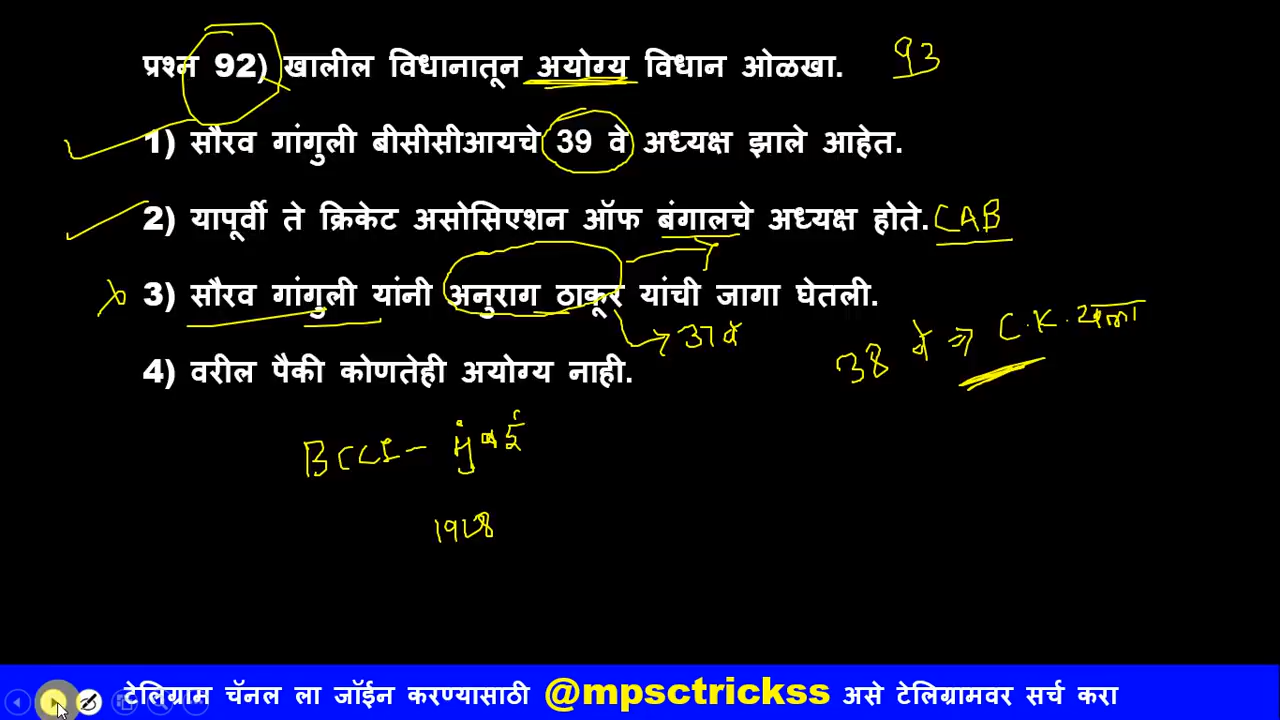 प्रश्न 92) खालील विधानातून अयोग्य विधान ओळखा. 93
1) सौरव गांगुली बीसीसीआयचे 39 वे अध्यक्ष झाले आहेत.
2) यापूर्वी ते क्रिकेट असोसिएशन ऑफ बंगालचे अध्यक्ष होते. CAB
3) सौरव गांगुली यांनी अनुराग ठाकूर यांची जागा घेतली.
→ 37 वे
38 वे ⇒ C.K. खन्ना
4) वरील पैकी कोणतेही अयोग्य नाही.
BCCI - मुंबई
1928
टेलिग्राम चॅनल ला जॉईन करण्यासाठी @mpsctrickss असे टेलिग्रामवर सर्च करा